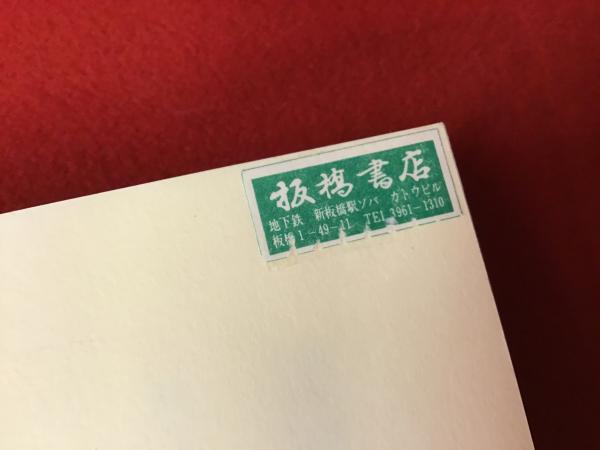 板橋書店
地下鉄 新板橋駅ソバ カトウビル
板橋1-49-11 TEL 3961-1310